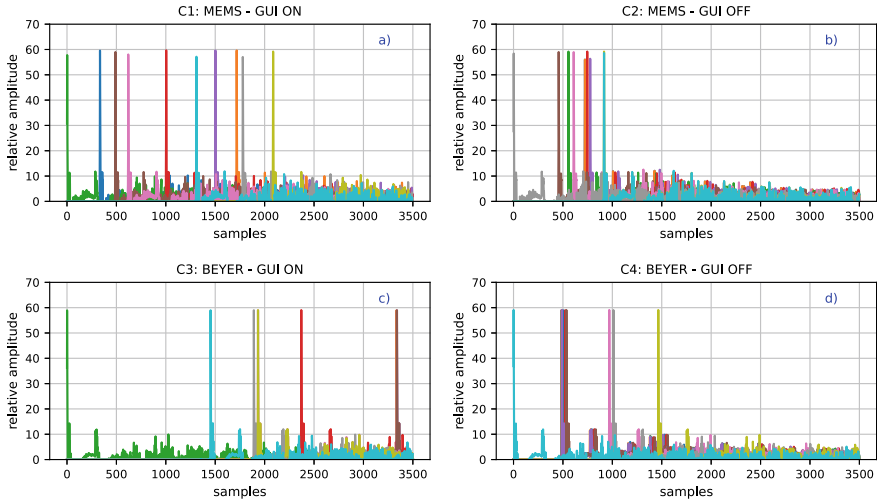 C1: MEMS - GUI ON
C2: MEMS - GUI OFF
70
60
50
40
30
20
10
0
relative amplitude
a)
0 500 1000 1500 2000 2500 3000 3500
samples
70
60
50
40
30
20
10
0
relative amplitude
b)
0 500 1000 1500 2000 2500 3000 3500
samples
C3: BEYER - GUI ON
C4: BEYER - GUI OFF
70
60
50
40
30
20
10
0
relative amplitude
c)
0 500 1000 1500 2000 2500 3000 3500
samples
70
60
50
40
30
20
10
0
relative amplitude
d)
0 500 1000 1500 2000 2500 3000 3500
samples